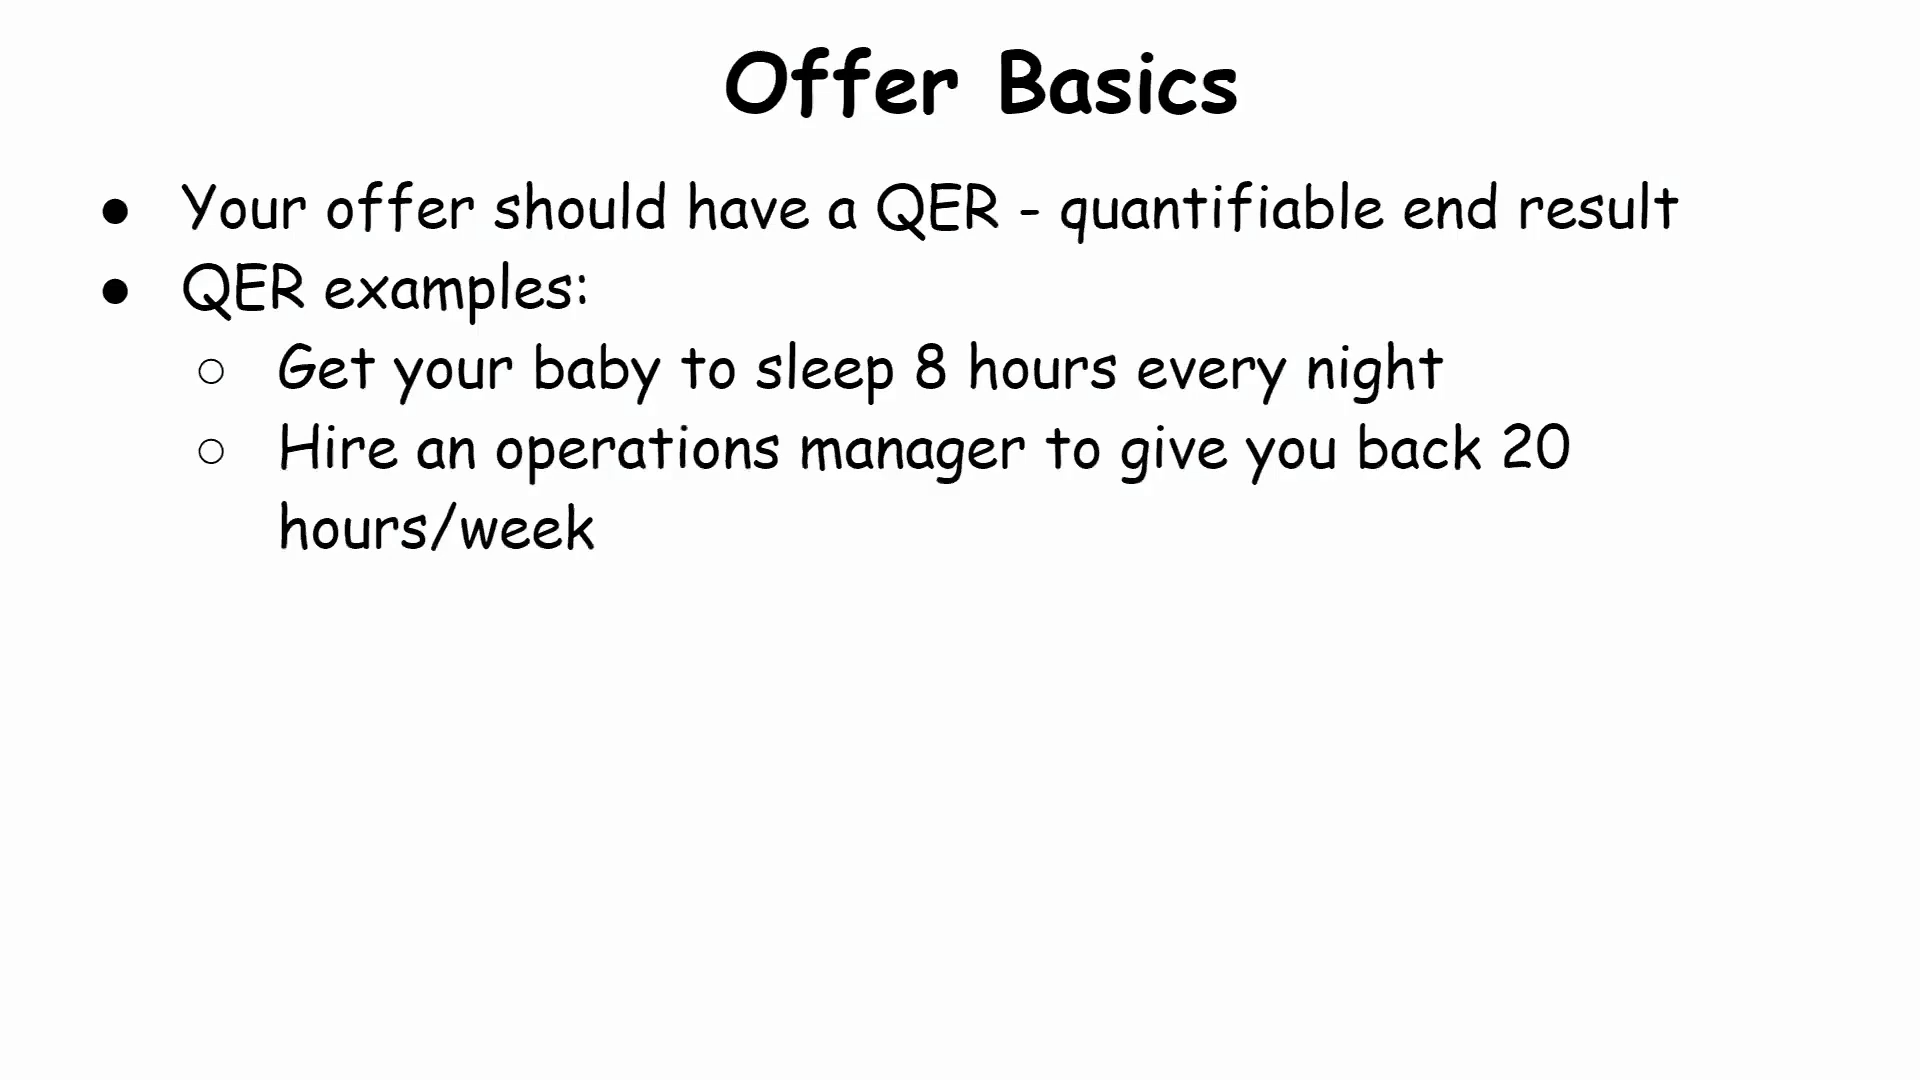 Offer Basics
● Your offer should have a QER - quantifiable end result
● QER examples:
○ Get your baby to sleep 8 hours every night
○ Hire an operations manager to give you back 20
hours/week